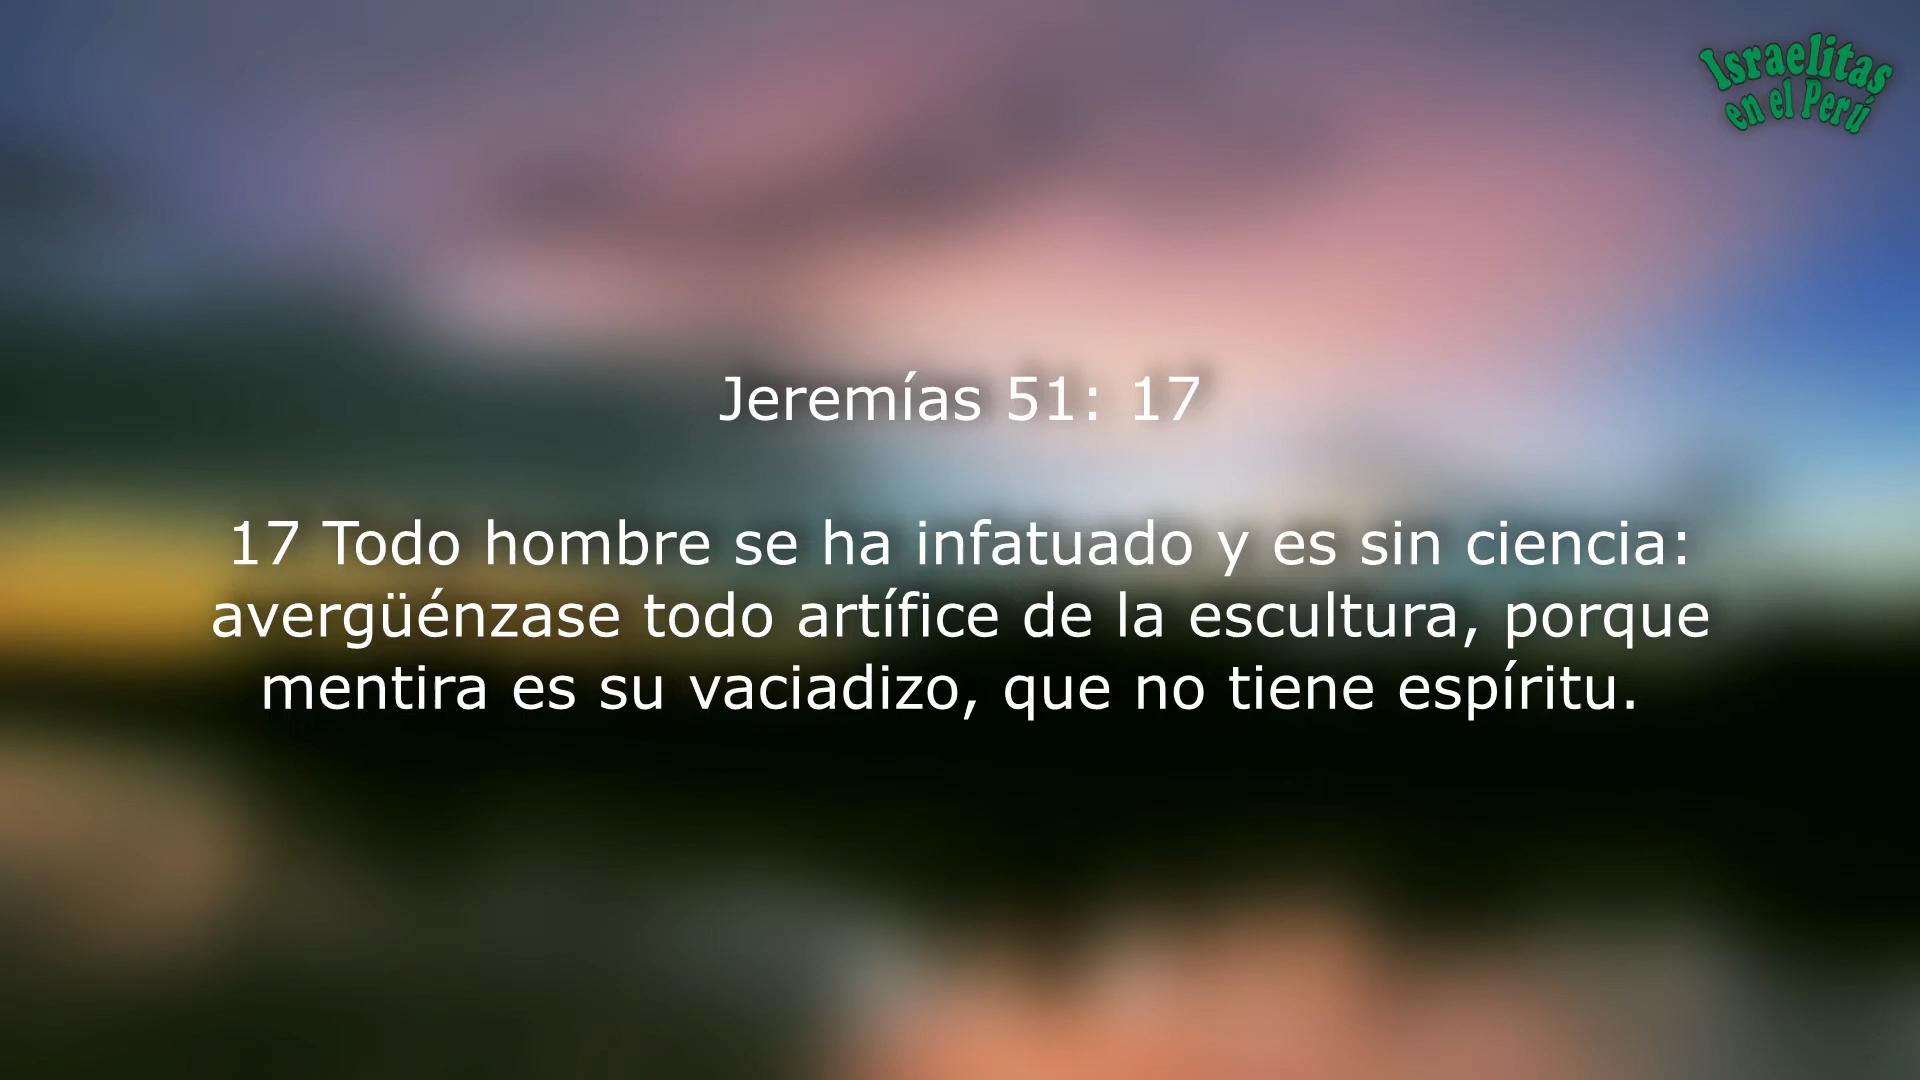 Israelitas
en el Perú
Jeremías 51: 17
17 Todo hombre se ha infatuado y es sin ciencia:
avergüénzase todo artífice de la escultura, porque
mentira es su vaciadizo, que no tiene espíritu.